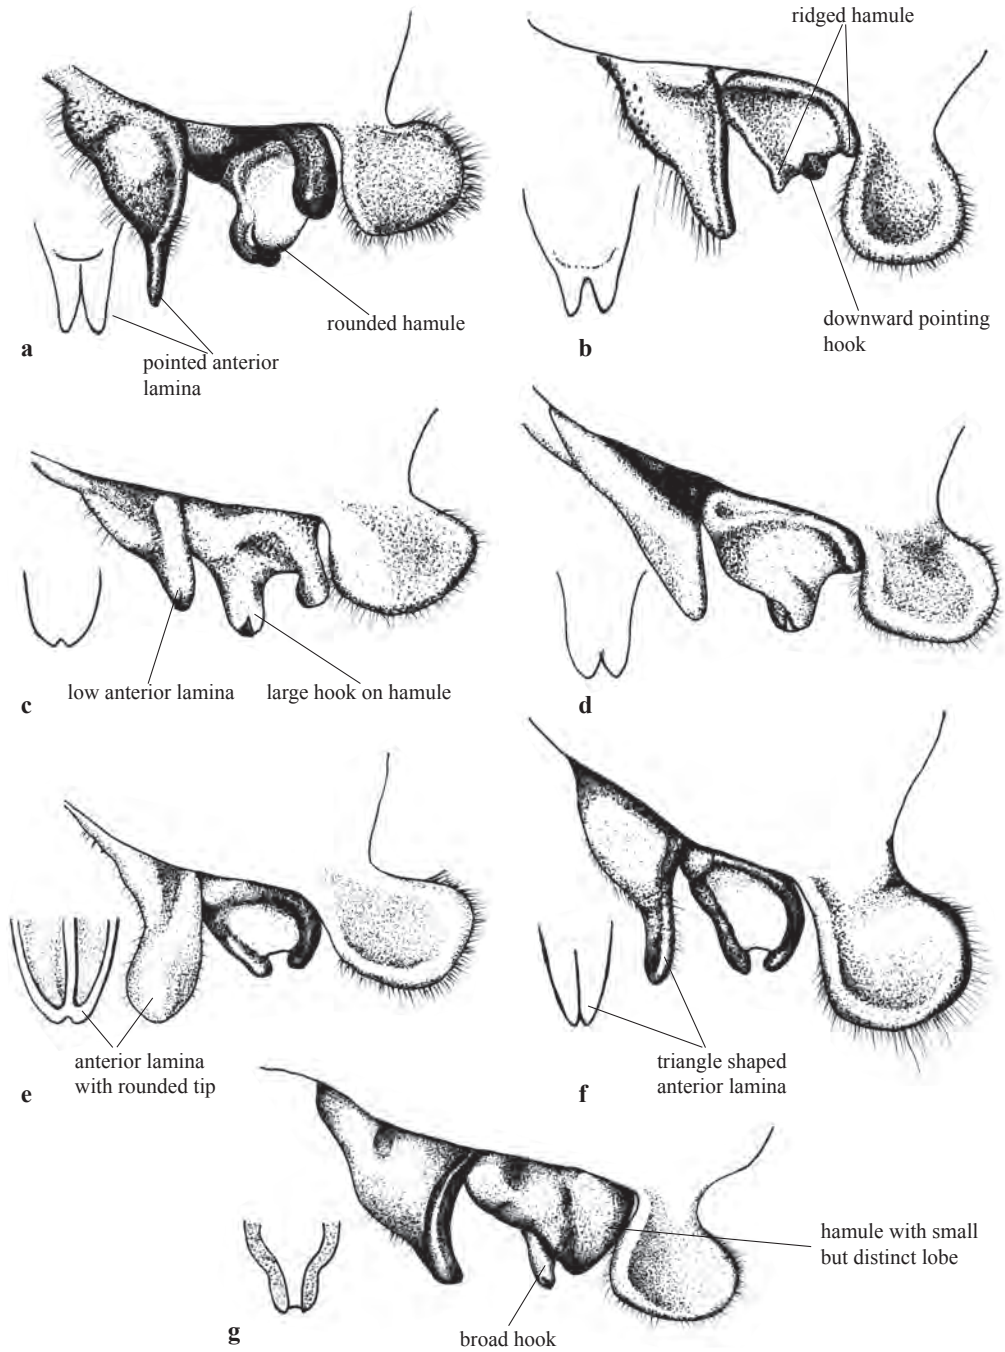 ridged hamule
rounded hamule
a
pointed anterior
lamina
b
downward pointing
hook
low anterior lamina
large hook on hamule
c
d
anterior lamina
with rounded tip
e
triangle shaped
anterior lamina
f
hamule with small
but distinct lobe
broad hook
g